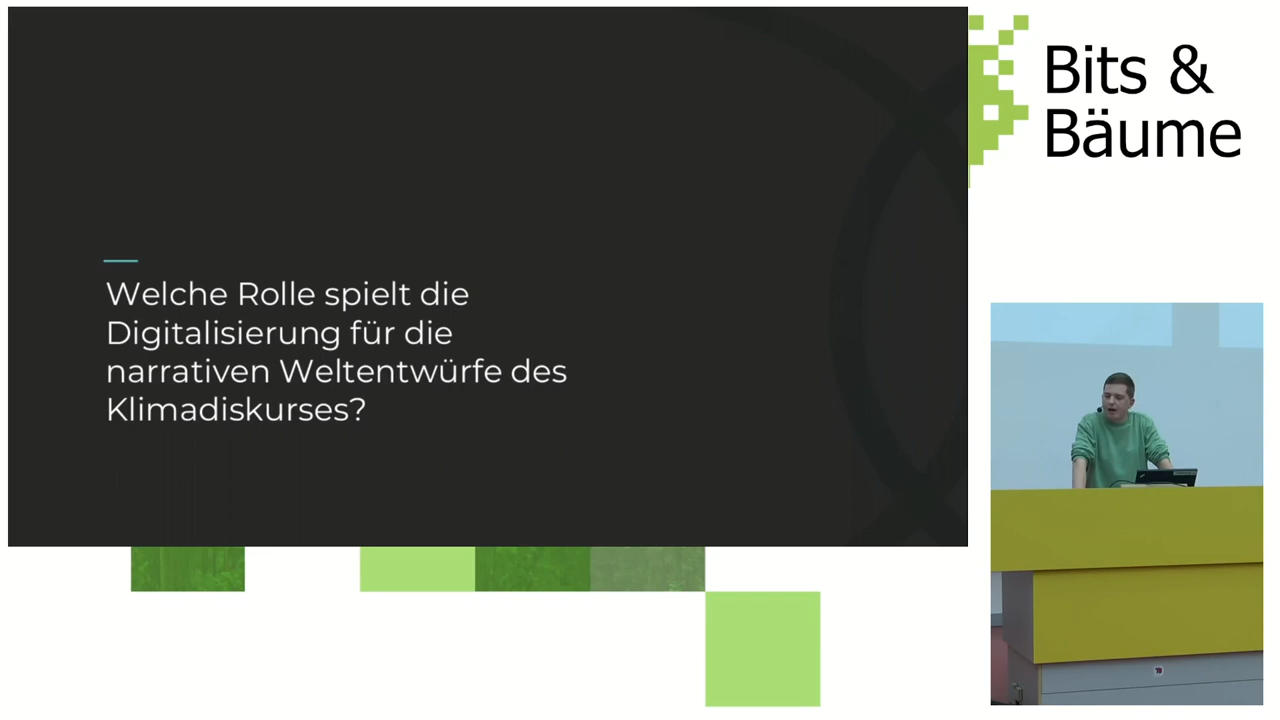 Welche Rolle spielt die
Digitalisierung für die
narrativen Weltentwürfe des
Klimadiskurses?
Bits &
Bäume